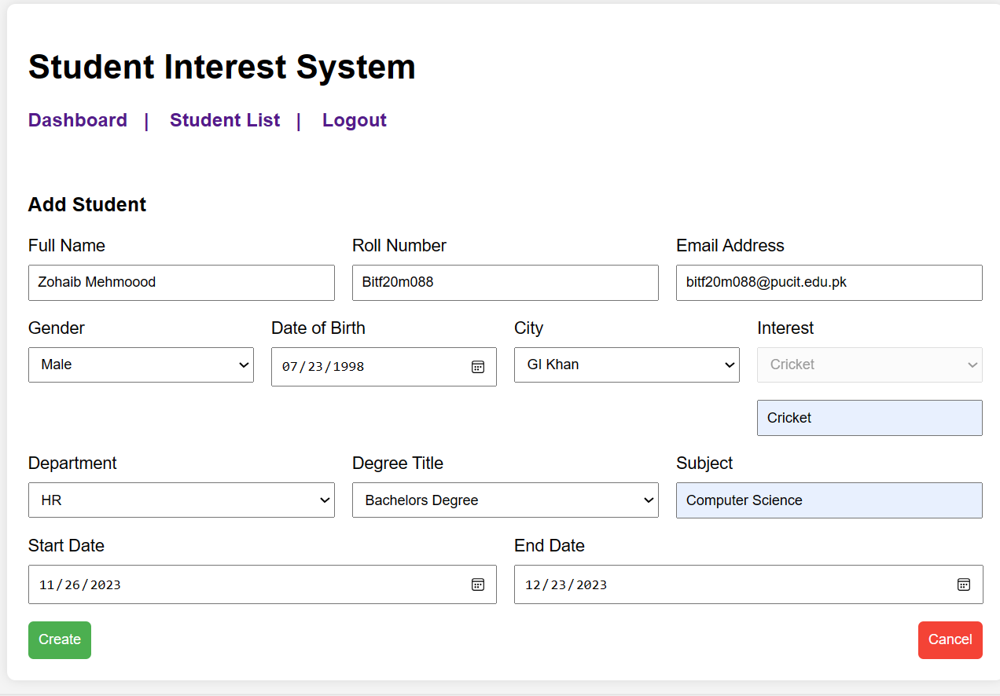 Student Interest System
Dashboard | Student List | Logout
Add Student
Full Name Roll Number Email Address
Zohaib Mehmoood Bitf20m088 bitf20m088@pucit.edu.pk
Gender Date of Birth City Interest
Male 07/23/1998 GI Khan Cricket
Cricket
Department Degree Title Subject
HR Bachelors Degree Computer Science
Start Date End Date
11/26/2023 12/23/2023
Create Cancel